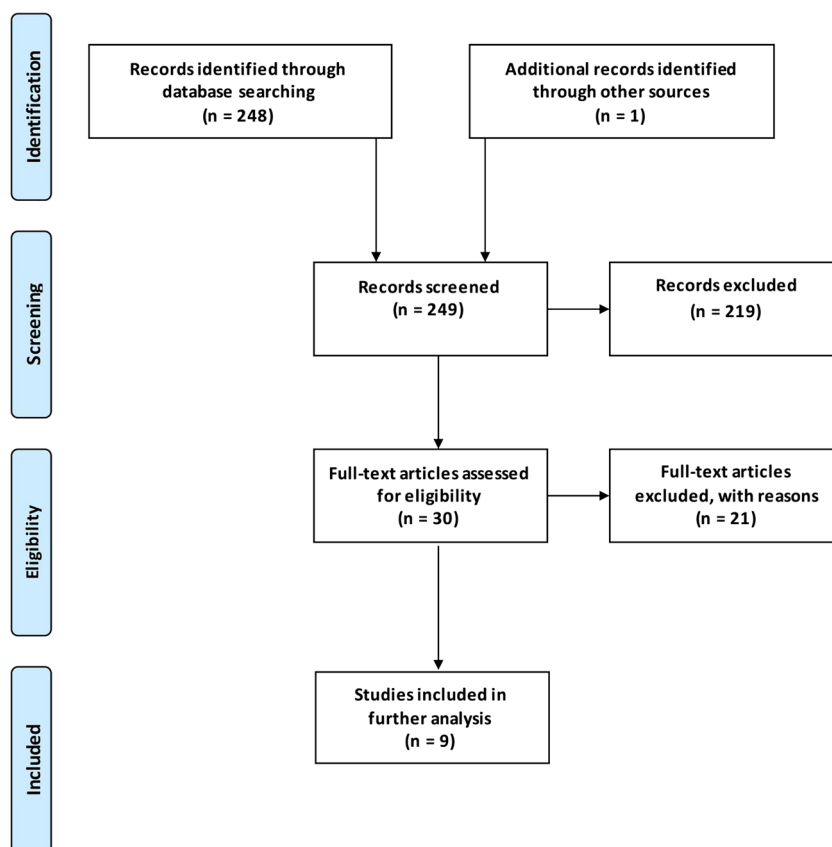 Identification
Records identified through
database searching
(n = 248)
Additional records identified
through other sources
(n = 1)
Screening
Records screened
(n = 249)
Records excluded
(n = 219)
Eligibility
Full-text articles assessed
for eligibility
(n = 30)
Full-text articles
excluded, with reasons
(n = 21)
Included
Studies included in
further analysis
(n = 9)